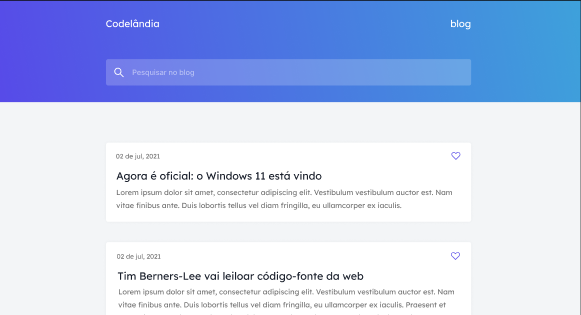 Codelândia
blog
Pesquisar no blog
02 de jul, 2021
Agora é oficial: o Windows 11 está vindo
Lorem ipsum dolor sit amet, consectetur adipiscing elit. Vestibulum vestibulum auctor est. Nam
vitae finibus ante. Duis lobortis tellus vel diam fringilla, eu ullamcorper ex iaculis.
02 de jul, 2021
Tim Berners-Lee vai leiloar código-fonte da web
Lorem ipsum dolor sit amet, consectetur adipiscing elit. Vestibulum vestibulum auctor est. Nam
vitae finibus ante. Duis lobortis tellus vel diam fringilla, eu ullamcorper ex iaculis. Praesent et